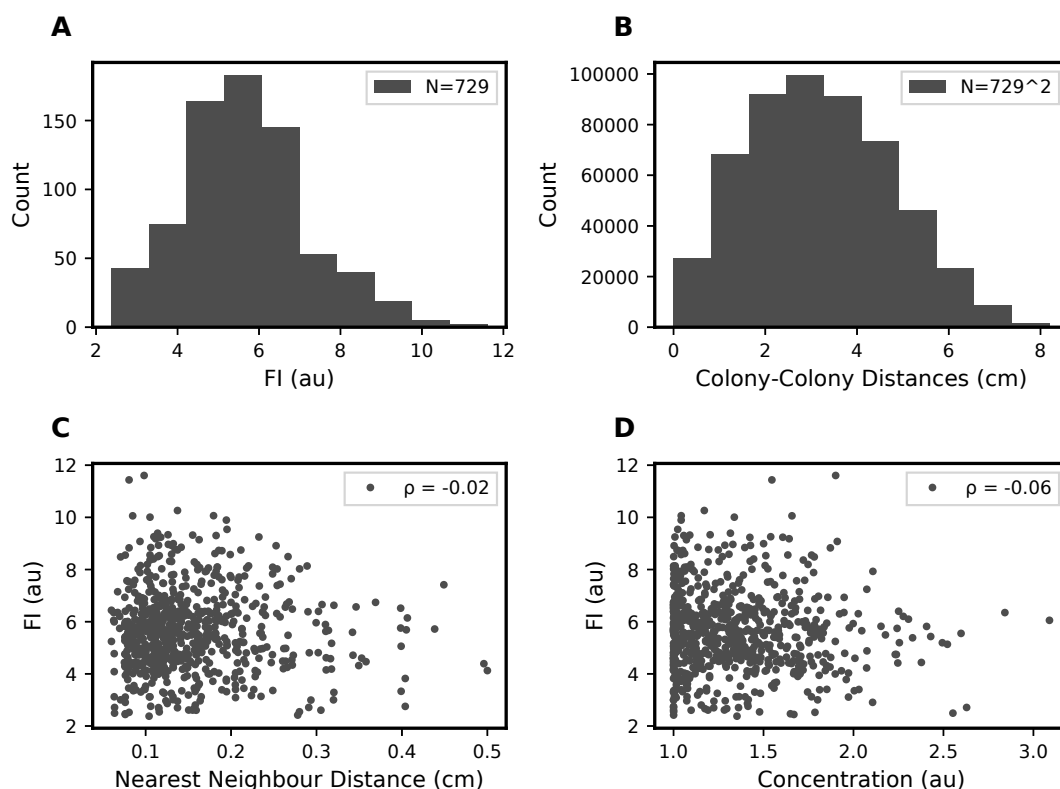 A
N=729
Count
150
100
50
0
2 4 6 8 10 12
FI (au)
B
N=729^2
Count
100000
80000
60000
40000
20000
0
0 2 4 6 8
Colony-Colony Distances (cm)
C
ρ = -0.02
FI (au)
12
10
8
6
4
2
0.1 0.2 0.3 0.4 0.5
Nearest Neighbour Distance (cm)
D
ρ = -0.06
FI (au)
12
10
8
6
4
2
1.0 1.5 2.0 2.5 3.0
Concentration (au)